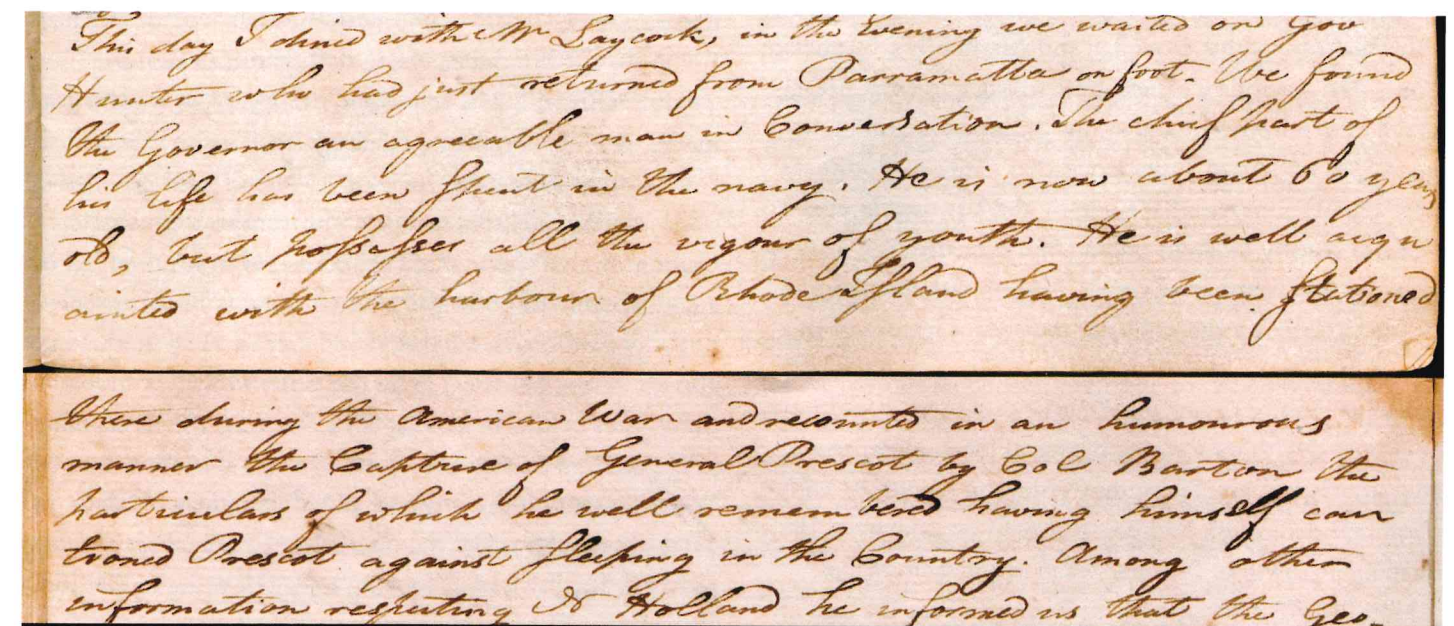 This day I dined with Mr Laycock, in the Evening we waited on Gov
Hunter who had just returned from Parramatta on foot. We found
the Governor an agreeable man in Conversation. The chief part of
his life has been spent in the navy. He is now about 60 years
old, but possesses all the vigour of youth. He is well acqu
ainted with the harbour of Rhode Island having been stationed
there during the American War and recounted in an humourous
manner the Capture of General Prescot by Col Barton the
particulars of which he well remembered having himself cau
tioned Prescot against sleeping in the Country. Among other
information respecting N Holland he informed us that the Geo-